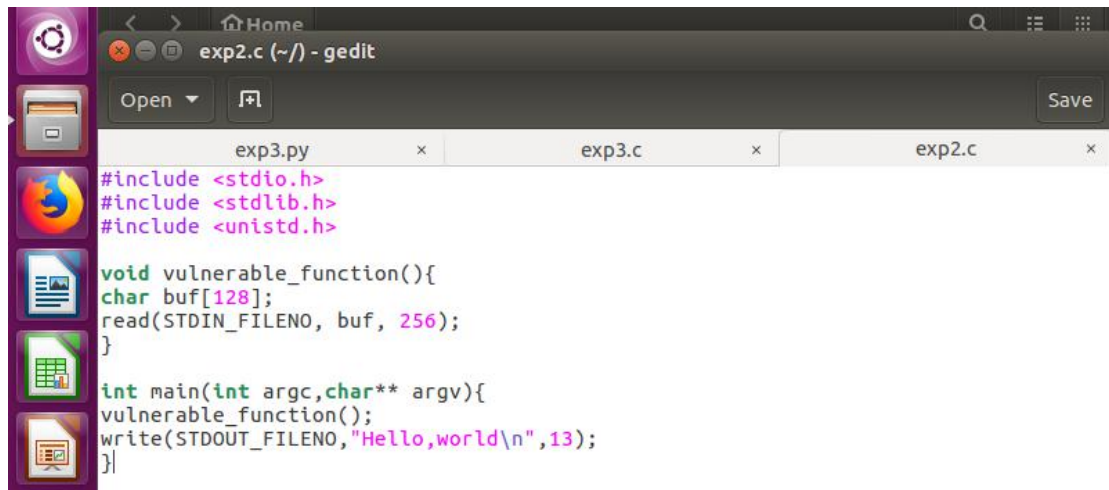 Home
exp2.c (~/) - gedit
Open
Save
exp3.py × exp3.c × exp2.c ×
#include <stdio.h>
#include <stdlib.h>
#include <unistd.h>
void vulnerable_function(){
char buf[128];
read(STDIN_FILENO, buf, 256);
}
int main(int argc,char** argv){
vulnerable_function();
write(STDOUT_FILENO,"Hello,world\n",13);
}